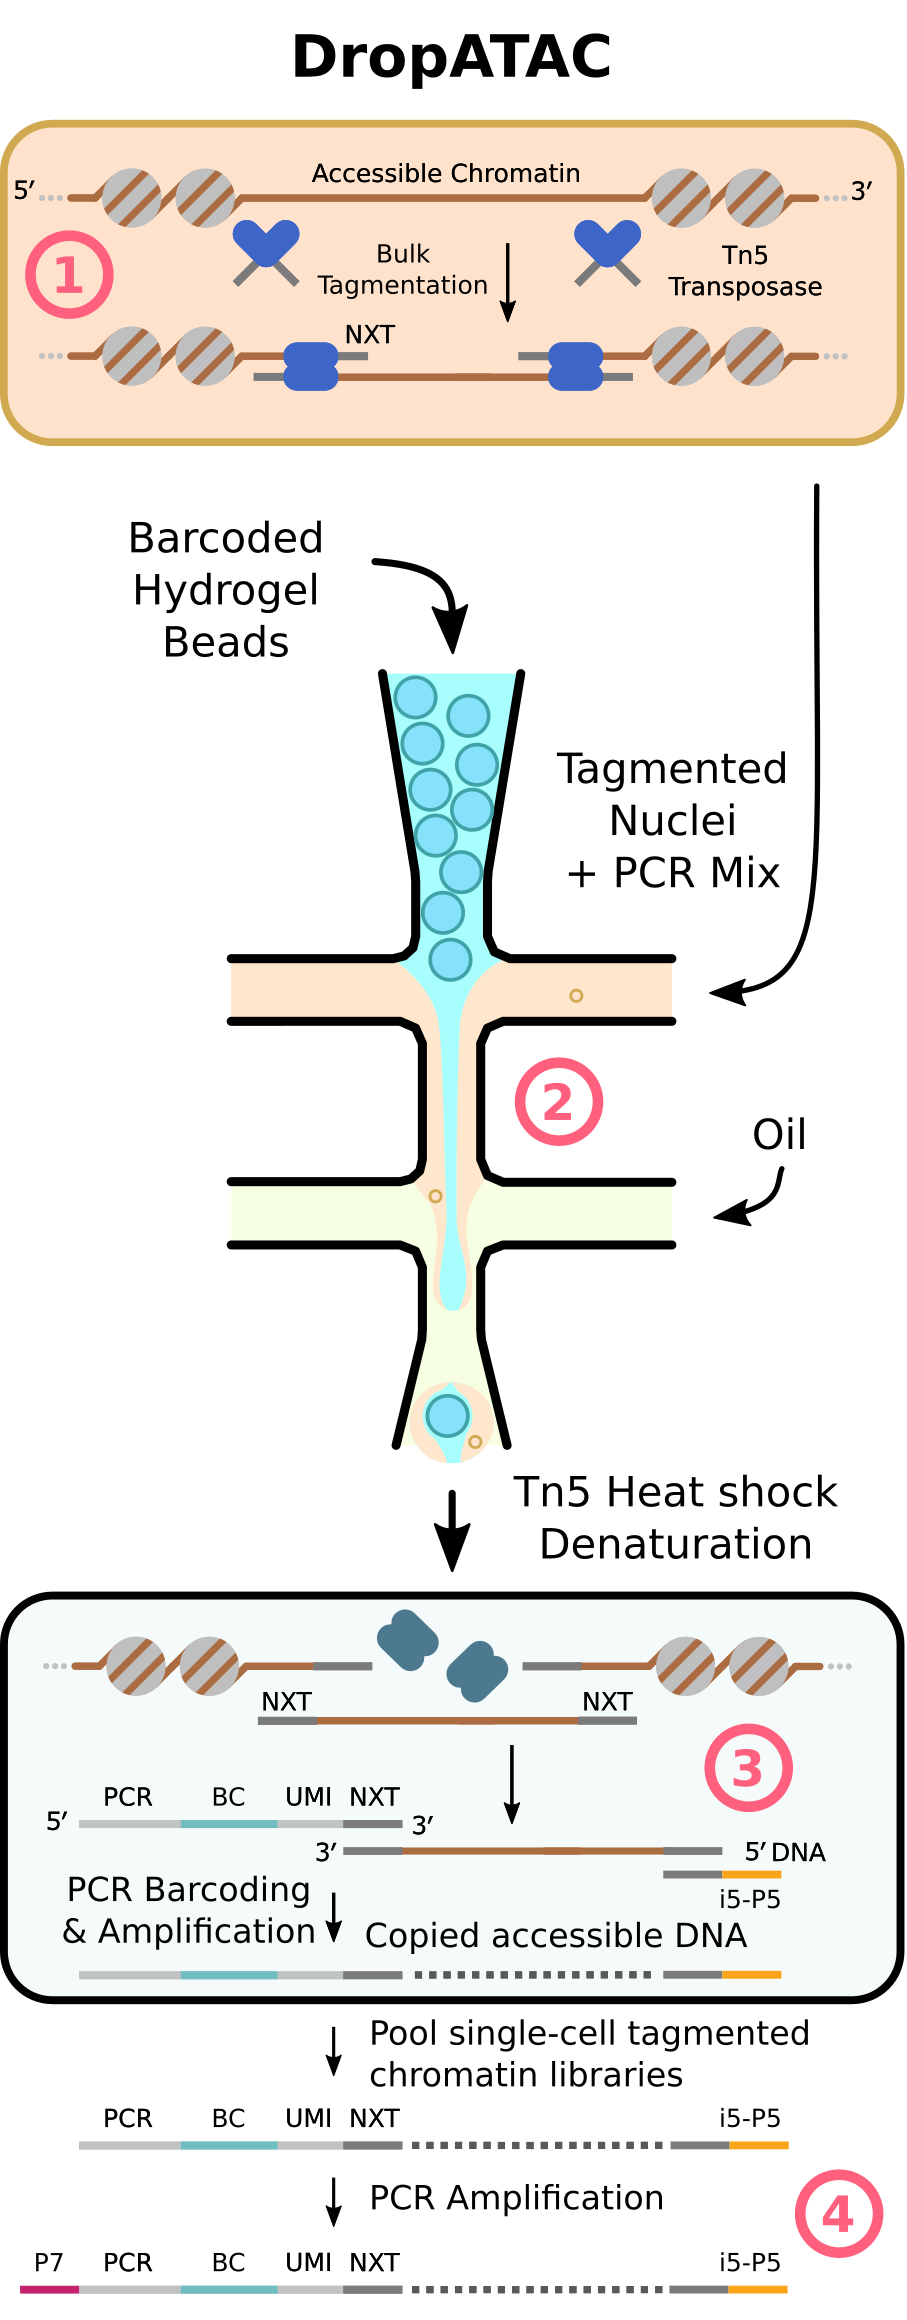 DropATAC
Accessible Chromatin
5′
3′
1
Bulk
Tagmentation
Tn5
Transposase
NXT
Barcoded
Hydrogel
Beads
Tagmented
Nuclei
+ PCR Mix
2
Oil
Tn5 Heat shock
Denaturation
NXT
NXT
3
PCR BC UMI NXT
5′
3′
3′
5′ DNA
i5-P5
PCR Barcoding
& Amplification
Copied accessible DNA
Pool single-cell tagmented
chromatin libraries
PCR BC UMI NXT i5-P5
PCR Amplification
4
P7 PCR BC UMI NXT i5-P5